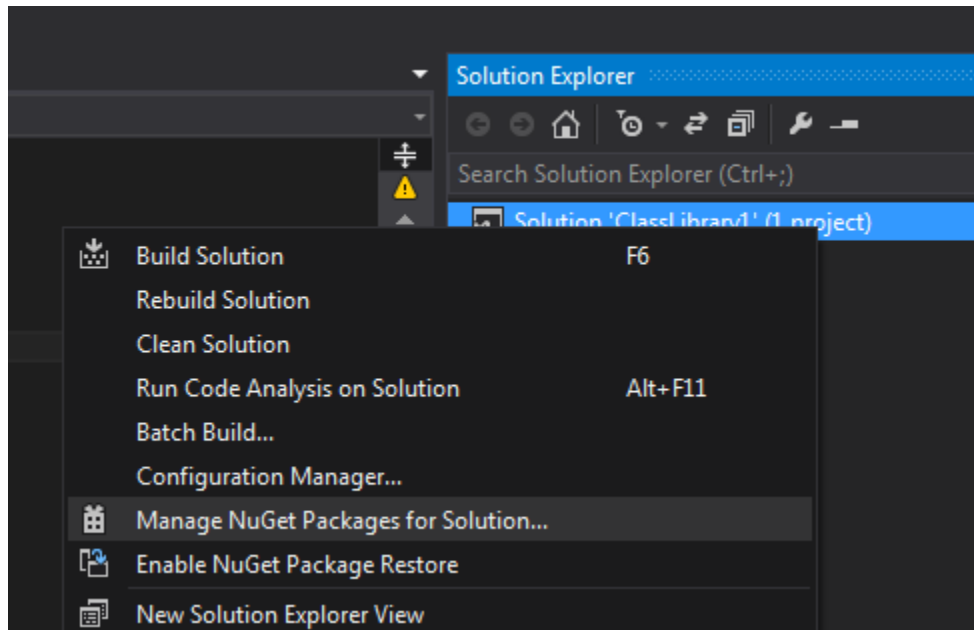 Solution Explorer
Search Solution Explorer (Ctrl+;)
Solution 'ClassLibrary1' (1 project)
Build Solution F6
Rebuild Solution
Clean Solution
Run Code Analysis on Solution Alt+F11
Batch Build...
Configuration Manager...
Manage NuGet Packages for Solution...
Enable NuGet Package Restore
New Solution Explorer View